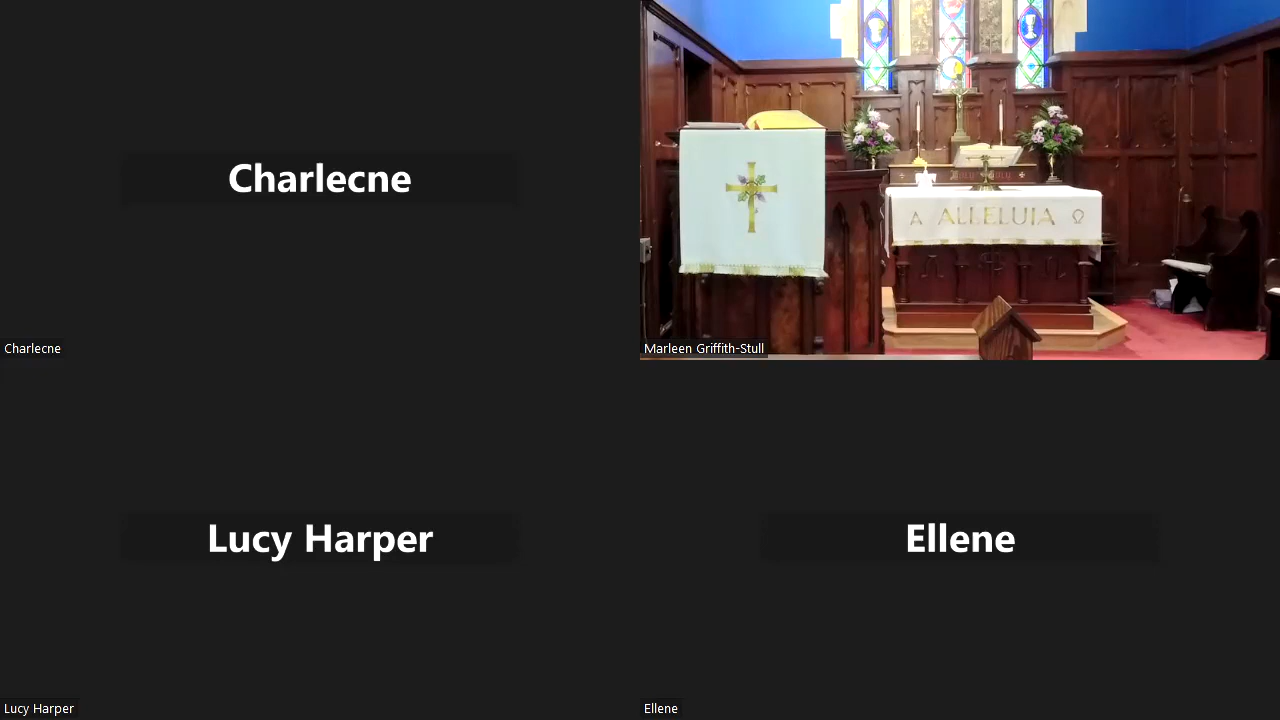 Charlecne
Charlecne
A ALLELUIA Ω
Marleen Griffith-Stull
Lucy Harper
Lucy Harper
Ellene
Ellene